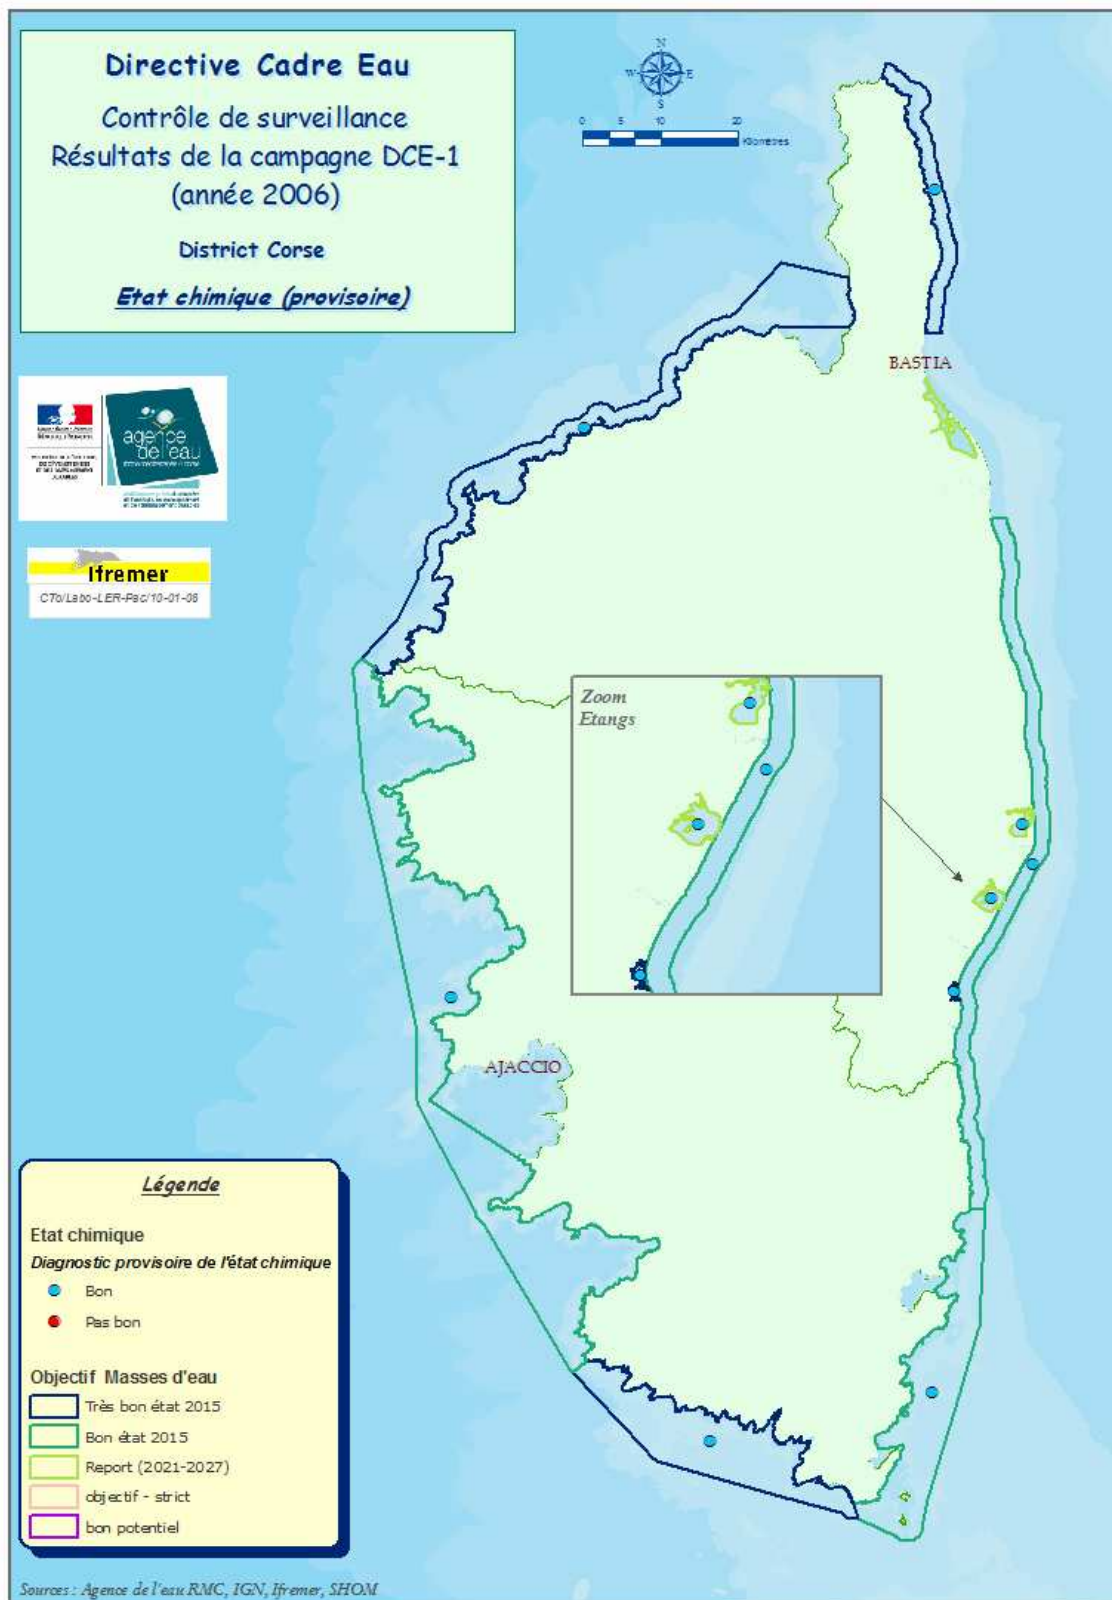 Directive Cadre Eau
Contrôle de surveillance
Résultats de la campagne DCE-1
(année 2006)
District Corse
Etat chimique (provisoire)
N
W E
S
0 5 10 20
Kilomètres
BASTIA
agence
de l'eau
Ifremer
CTo/Labo-LER-Pac/10-01-08
Zoom
Etangs
AJACCIO
Légende
Etat chimique
Diagnostic provisoire de l'état chimique
Bon
Pas bon
Objectif Masses d'eau
Très bon état 2015
Bon état 2015
Report (2021-2027)
objectif - strict
bon potentiel
Sources : Agence de l'eau RMC, IGN, Ifremer, SHOM